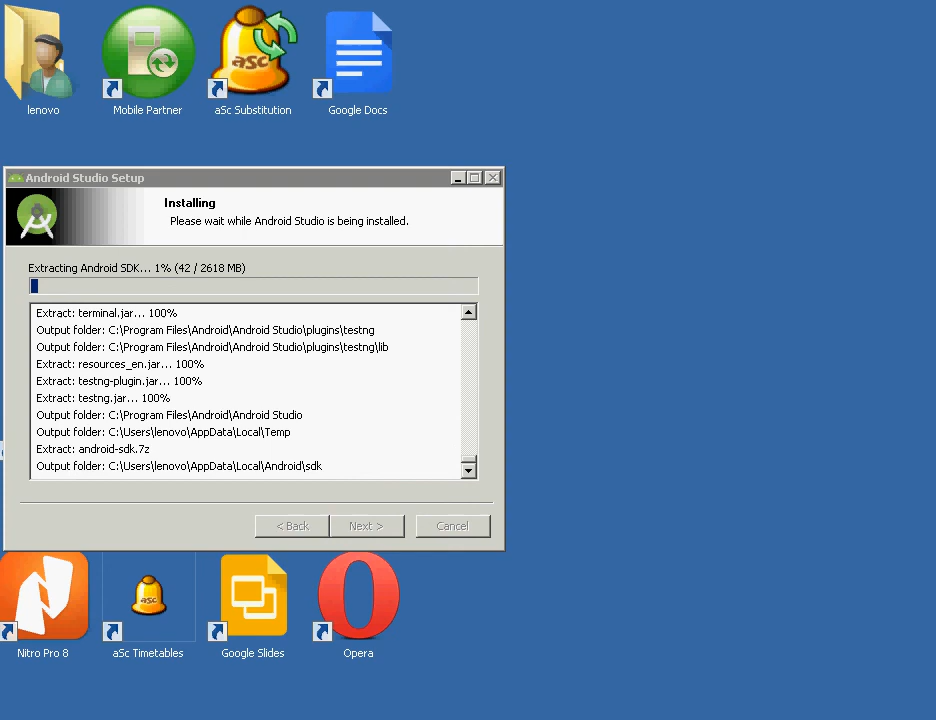 lenovo
Mobile Partner
aSc Substitution
Google Docs
asc
Android Studio Setup
Installing
Please wait while Android Studio is being installed.
Extracting Android SDK... 1% (42 / 2618 MB)
Extract: terminal.jar... 100%
Output folder: C:\Program Files\Android\Android Studio\plugins\testng
Output folder: C:\Program Files\Android\Android Studio\plugins\testng\lib
Extract: resources_en.jar... 100%
Extract: testng-plugin.jar... 100%
Extract: testng.jar... 100%
Output folder: C:\Program Files\Android\Android Studio
Output folder: C:\Users\lenovo\AppData\Local\Temp
Extract: android-sdk.7z
Output folder: C:\Users\lenovo\AppData\Local\Android\sdk
< Back
Next >
Cancel
asc
Nitro Pro 8
aSc Timetables
Google Slides
Opera